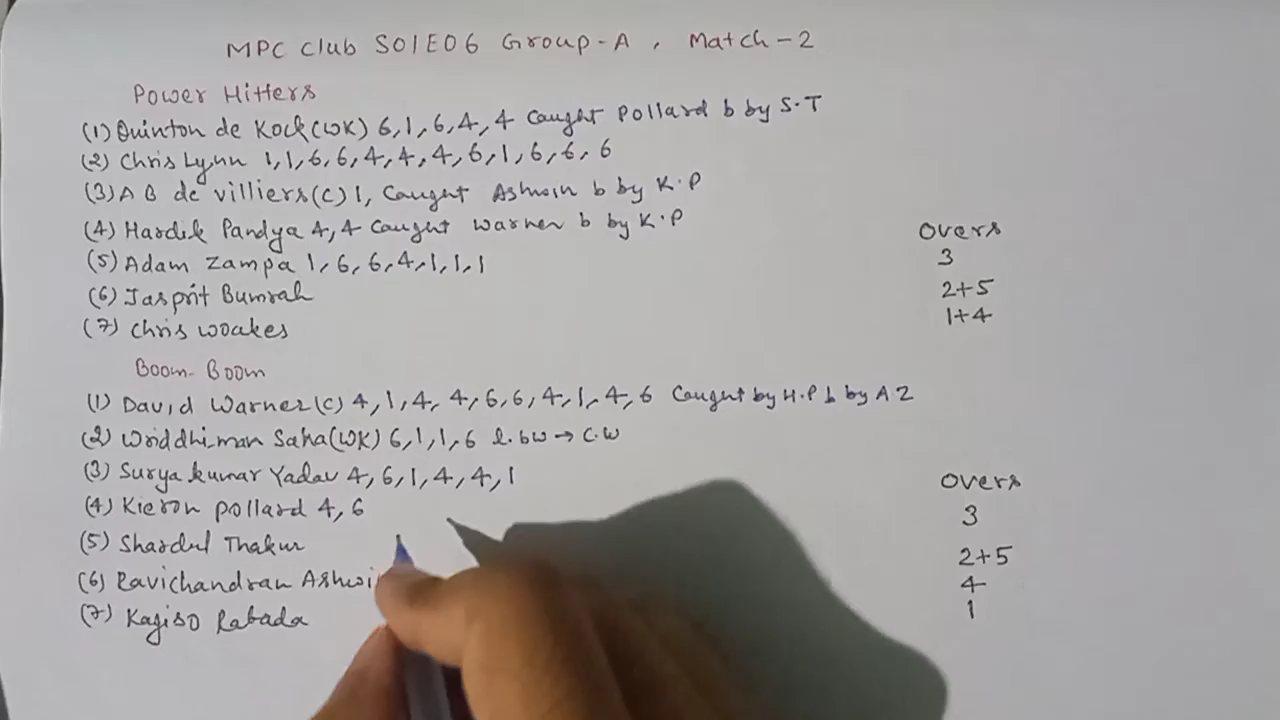 MPC Club S01E06 Group-A, Match-2
Power Hitters
(1) Quinton de Kock(WK) 6,1,6,4,4 Caught Pollard b by S.T
(2) Chris Lynn 1,1,6,6,4,4,4,6,1,6,6,6
(3) A B de villiers(C) 1, Caught Ashwin b by K.P
(4) Hardik Pandya 4,4 Caught Warner b by K.P
Overs
(5) Adam Zampa 1,6,6,4,1,1,1
3
(6) Jasprit Bumrah
2+5
(7) Chris Woakes
1+4
Boom-Boom
(1) David Warner(C) 4,1,4,4,6,6,4,1,4,6 Caught by H.P b by A.Z
(2) Wriddhiman Saha(WK) 6,1,1,6 l.bw → C.W
(3) Surya kumar Yadav 4,6,1,4,4,1
Overs
(4) Kieron pollard 4,6
3
(5) Shardul Thakur
2+5
(6) Ravichandran Ashwi
4
(7) Kagiso Rabada
1